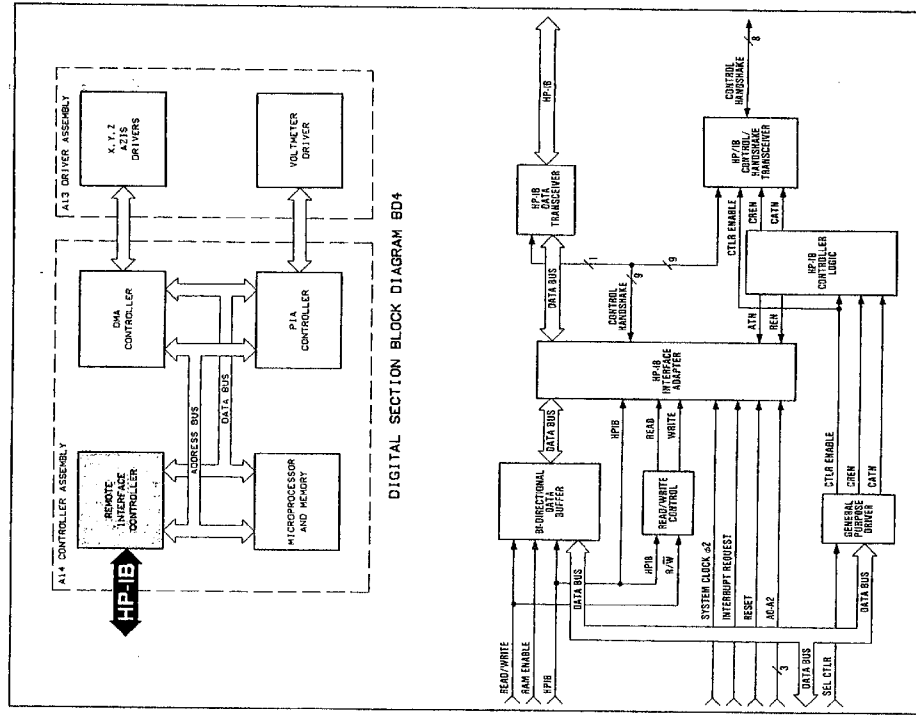 A14 CONTROLLER ASSEMBLY
A13 DRIVER ASSEMBLY
HP-IB
REMOTE
INTERFACE
CONTROLLER
DMA
CONTROLLER
X,Y,Z
AZIS
DRIVERS
ADDRESS BUS
DATA BUS
MICROPROCESSOR
AND MEMORY
PIA
CONTROLLER
VOLTMETER
DRIVER
DIGITAL SECTION BLOCK DIAGRAM BD4
READ/WRITE
RAM ENABLE
HPIB
BI-DIRECTIONAL
DATA
BUFFER
DATA BUS
DATA BUS
HP-IB
DATA
TRANSCEIVER
HP-IB
DATA BUS
HPIB
HPIB
R/W̅
READ/WRITE
CONTROL
READ
WRITE
HP-IB
INTERFACE
ADAPTER
CONTROL
HANDSHAKE
9
1
9
SYSTEM CLOCK ⌀2
INTERRUPT REQUEST
RESET
A0-A2
3
ATN
REN
CTLR ENABLE
CREN
CATN
HP/IB
CONTROL/
HANDSHAKE
TRANSCEIVER
CONTROL
HANDSHAKE
8
HP-IB
CONTROLLER
LOGIC
DATA BUS
SEL CTLR
DATA BUS
GENERAL
PURPOSE
DRIVER
CTLR ENABLE
CREN
CATN